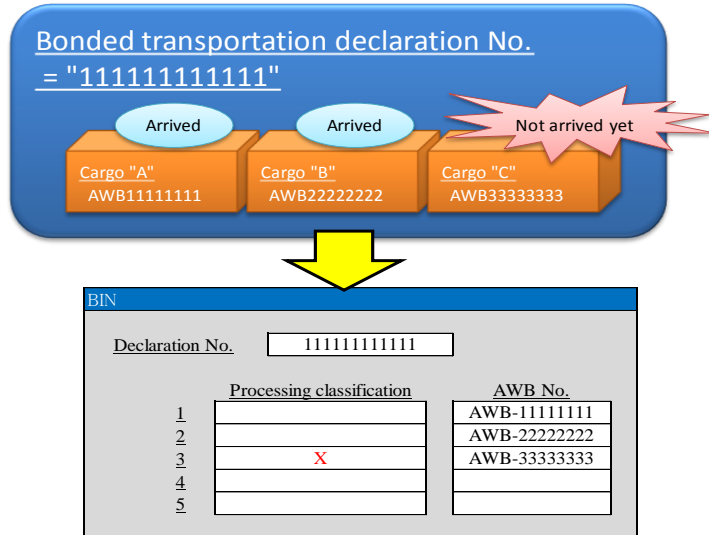 Bonded transportation declaration No.
= "111111111111"
Arrived
Arrived
Not arrived yet
Cargo "A"
AWB11111111
Cargo "B"
AWB22222222
Cargo "C"
AWB33333333
BIN
Declaration No. 111111111111
Processing classification AWB No.
1 AWB-11111111
2 AWB-22222222
3 X AWB-33333333
4
5